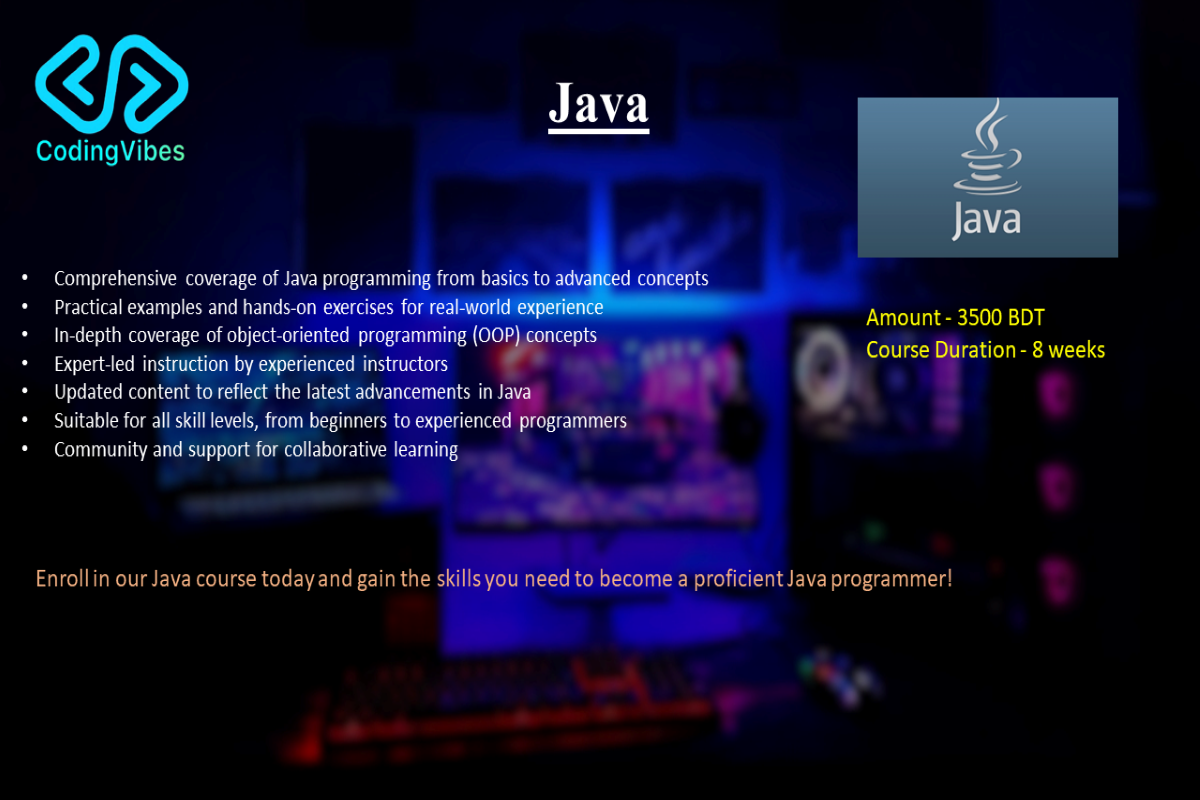 CodingVibes
Java
Java
• Comprehensive coverage of Java programming from basics to advanced concepts
• Practical examples and hands-on exercises for real-world experience
• In-depth coverage of object-oriented programming (OOP) concepts
• Expert-led instruction by experienced instructors
• Updated content to reflect the latest advancements in Java
• Suitable for all skill levels, from beginners to experienced programmers
• Community and support for collaborative learning
Amount - 3500 BDT
Course Duration - 8 weeks
Enroll in our Java course today and gain the skills you need to become a proficient Java programmer!